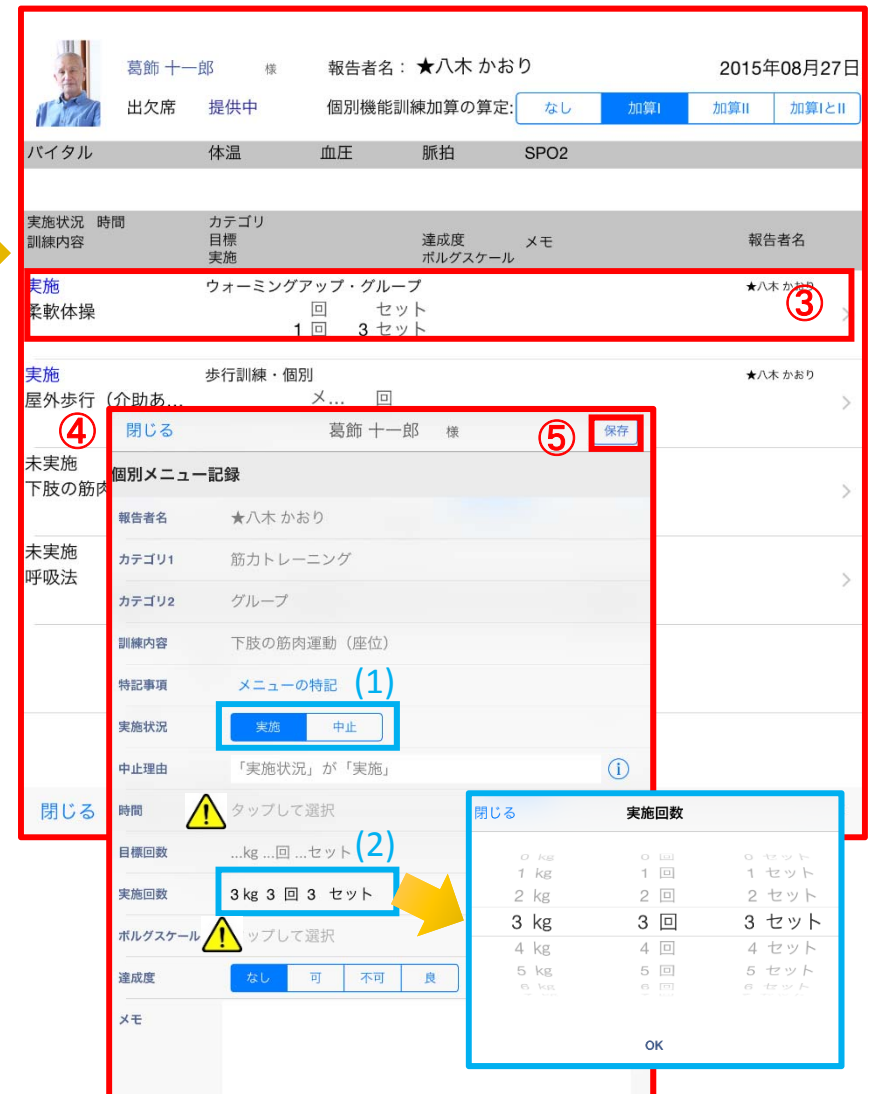 葛飾 十一郎 様 報告者名：★八木 かおり 2015年08月27日
出欠席 提供中 個別機能訓練加算の算定: なし 加算I 加算II 加算IとII
バイタル 体温 血圧 脈拍 SPO2
実施状況 時間 カテゴリ
訓練内容 目標 達成度 メモ 報告者名
実施 ボルグスケール
実施 ウォーミングアップ・グループ ★八木 かおり
柔軟体操 回 セット
1 回 3 セット
③
実施 歩行訓練・個別 ★八木 かおり
屋外歩行（介助あ... メ... 回
未実施
下肢の筋肉
未実施
呼吸法
閉じる
④
閉じる 葛飾 十一郎 様 ⑤ 保存
個別メニュー記録
報告者名 ★八木 かおり
カテゴリ1 筋力トレーニング
カテゴリ2 グループ
訓練内容 下肢の筋肉運動（座位）
特記事項 メニューの特記 (1)
実施状況 実施 中止
中止理由 「実施状況」が「実施」 i
時間 タップして選択
目標回数 ...kg ...回 ...セット (2)
実施回数 3 kg 3 回 3 セット
ボルグスケール ップして選択
達成度 なし 可 不可 良
メモ
閉じる 実施回数
0 kg 0 回 0 セット
1 kg 1 回 1 セット
2 kg 2 回 2 セット
3 kg 3 回 3 セット
4 kg 4 回 4 セット
5 kg 5 回 5 セット
6 kg 6 回 6 セット
OK